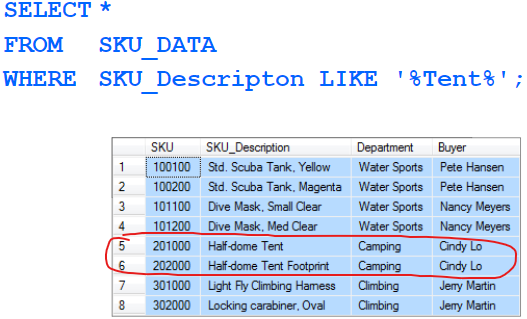 SELECT *
FROM SKU_DATA
WHERE SKU_Descripton LIKE '%Tent%';
SKU SKU_Description Department Buyer
1 100100 Std. Scuba Tank, Yellow Water Sports Pete Hansen
2 100200 Std. Scuba Tank, Magenta Water Sports Pete Hansen
3 101100 Dive Mask, Small Clear Water Sports Nancy Meyers
4 101200 Dive Mask, Med Clear Water Sports Nancy Meyers
5 201000 Half-dome Tent Camping Cindy Lo
6 202000 Half-dome Tent Footprint Camping Cindy Lo
7 301000 Light Fly Climbing Harness Climbing Jerry Martin
8 302000 Locking carabiner, Oval Climbing Jerry Martin